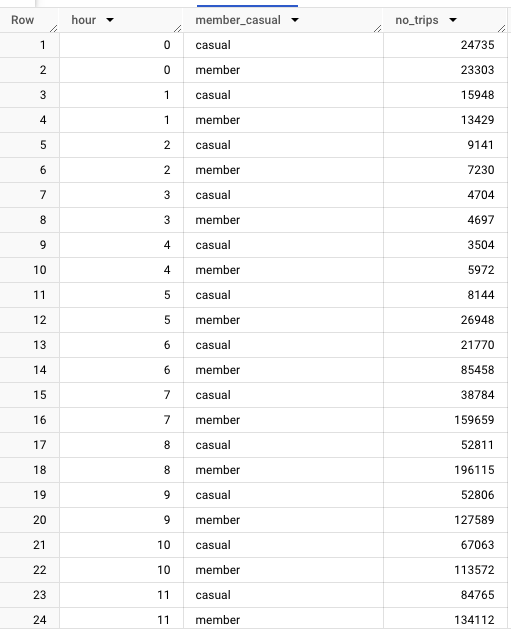 Row hour member_casual no_trips
1 0 casual 24735
2 0 member 23303
3 1 casual 15948
4 1 member 13429
5 2 casual 9141
6 2 member 7230
7 3 casual 4704
8 3 member 4697
9 4 casual 3504
10 4 member 5972
11 5 casual 8144
12 5 member 26948
13 6 casual 21770
14 6 member 85458
15 7 casual 38784
16 7 member 159659
17 8 casual 52811
18 8 member 196115
19 9 casual 52806
20 9 member 127589
21 10 casual 67063
22 10 member 113572
23 11 casual 84765
24 11 member 134112